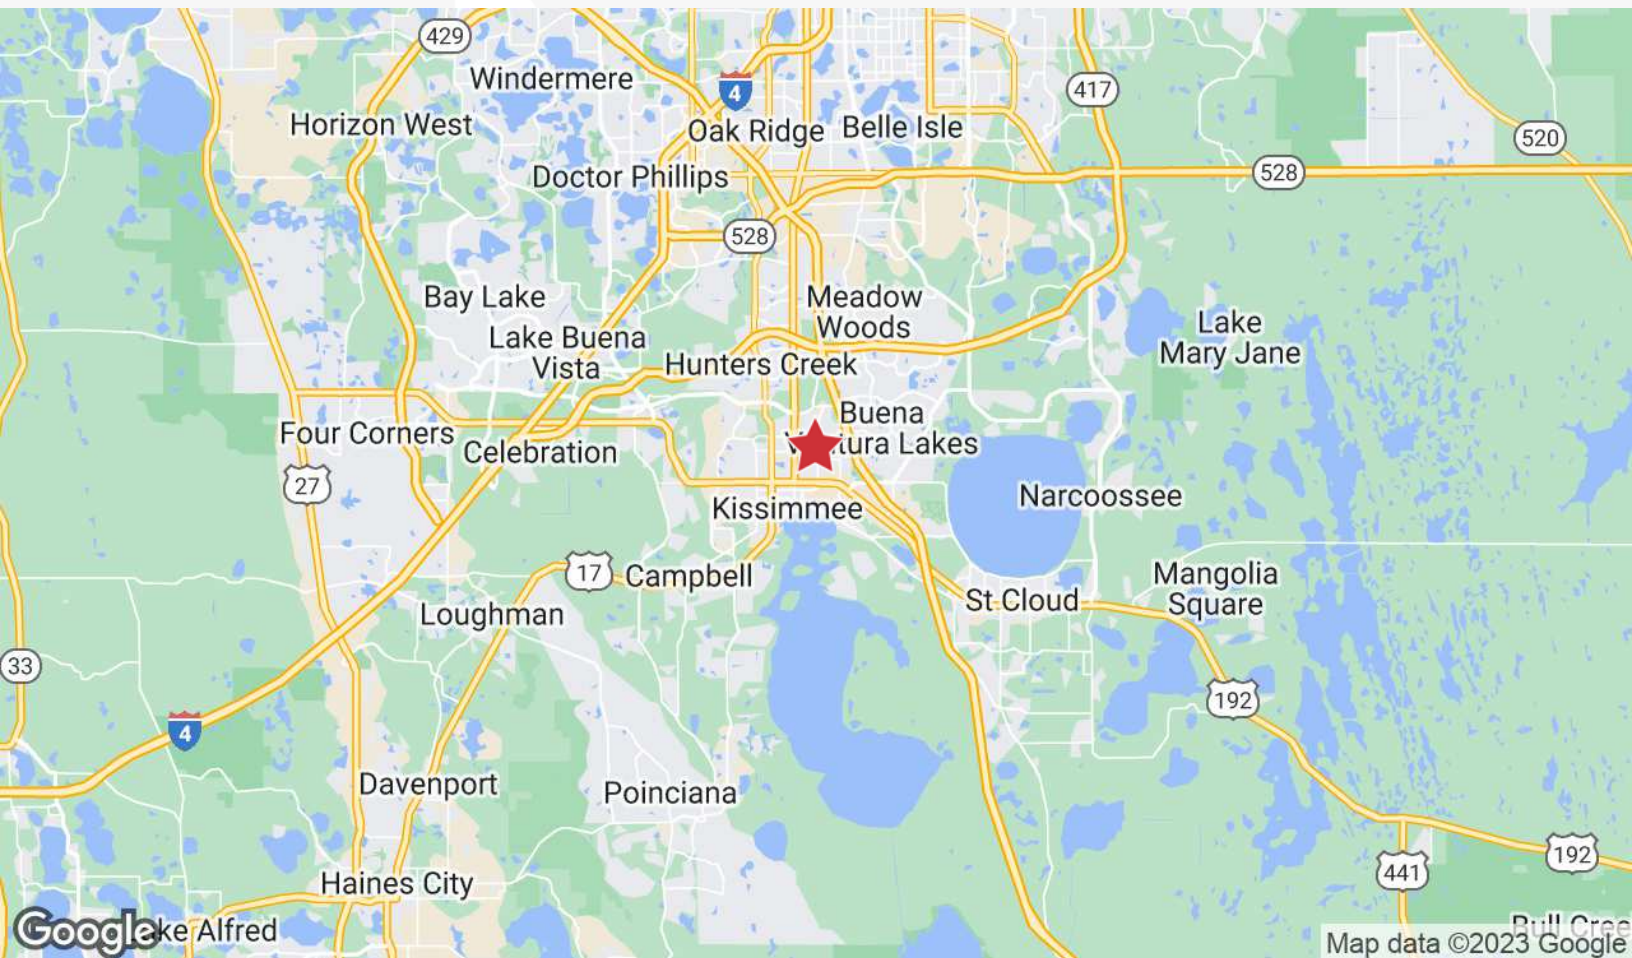 429
Windermere
4
417
Horizon West
Oak Ridge
Belle Isle
520
Doctor Phillips
528
528
Bay Lake
Meadow
Woods
Lake
Mary Jane
Lake Buena
Vista
Hunters Creek
Buena
Lakes
Four Corners
Celebration
27
Narcoossee
Kissimmee
17
Campbell
Mangolia
Square
St Cloud
Loughman
33
192
4
Davenport
Poinciana
192
441
Haines City
Google
Alfred
Map data ©2023 Google